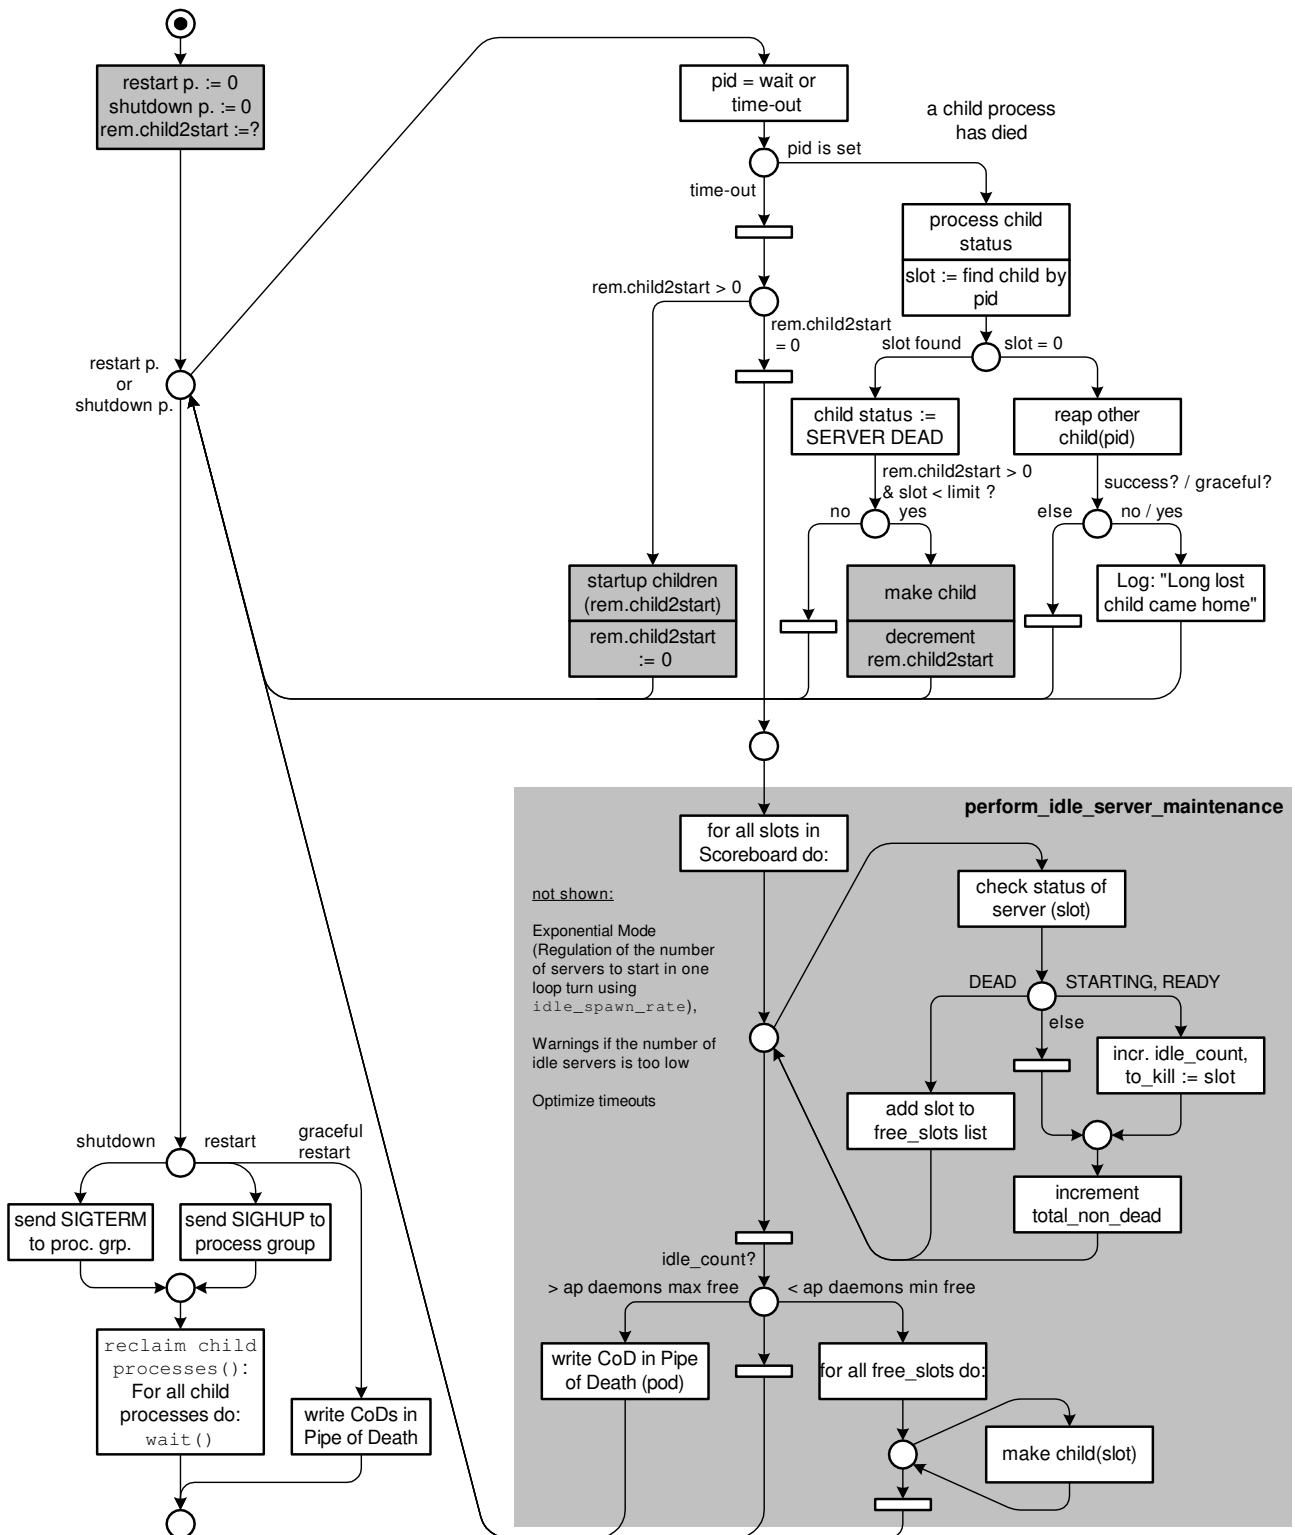 restart p. := 0
shutdown p. := 0
rem.child2start :=?
pid = wait or
time-out
a child process
has died
pid is set
time-out
process child
status
slot := find child by
pid
rem.child2start > 0
rem.child2start
= 0
slot found
slot = 0
restart p.
or
shutdown p.
child status :=
SERVER DEAD
reap other
child(pid)
rem.child2start > 0
& slot < limit ?
success? / graceful?
no
yes
else
no / yes
startup children
(rem.child2start)
rem.child2start
:= 0
make child
decrement
rem.child2start
Log: "Long lost
child came home"
perform_idle_server_maintenance
for all slots in
Scoreboard do:
not shown:
Exponential Mode
(Regulation of the number
of servers to start in one
loop turn using
idle_spawn_rate),
Warnings if the number of
idle servers is too low
Optimize timeouts
check status of
server (slot)
DEAD
STARTING, READY
else
incr. idle_count,
to_kill := slot
add slot to
free_slots list
increment
total_non_dead
shutdown
restart
graceful
restart
send SIGTERM
to proc. grp.
send SIGHUP to
process group
idle_count?
> ap daemons max free
< ap daemons min free
reclaim child
processes():
For all child
processes do:
wait()
write CoDs in
Pipe of Death
write CoD in Pipe
of Death (pod)
for all free_slots do:
make child(slot)